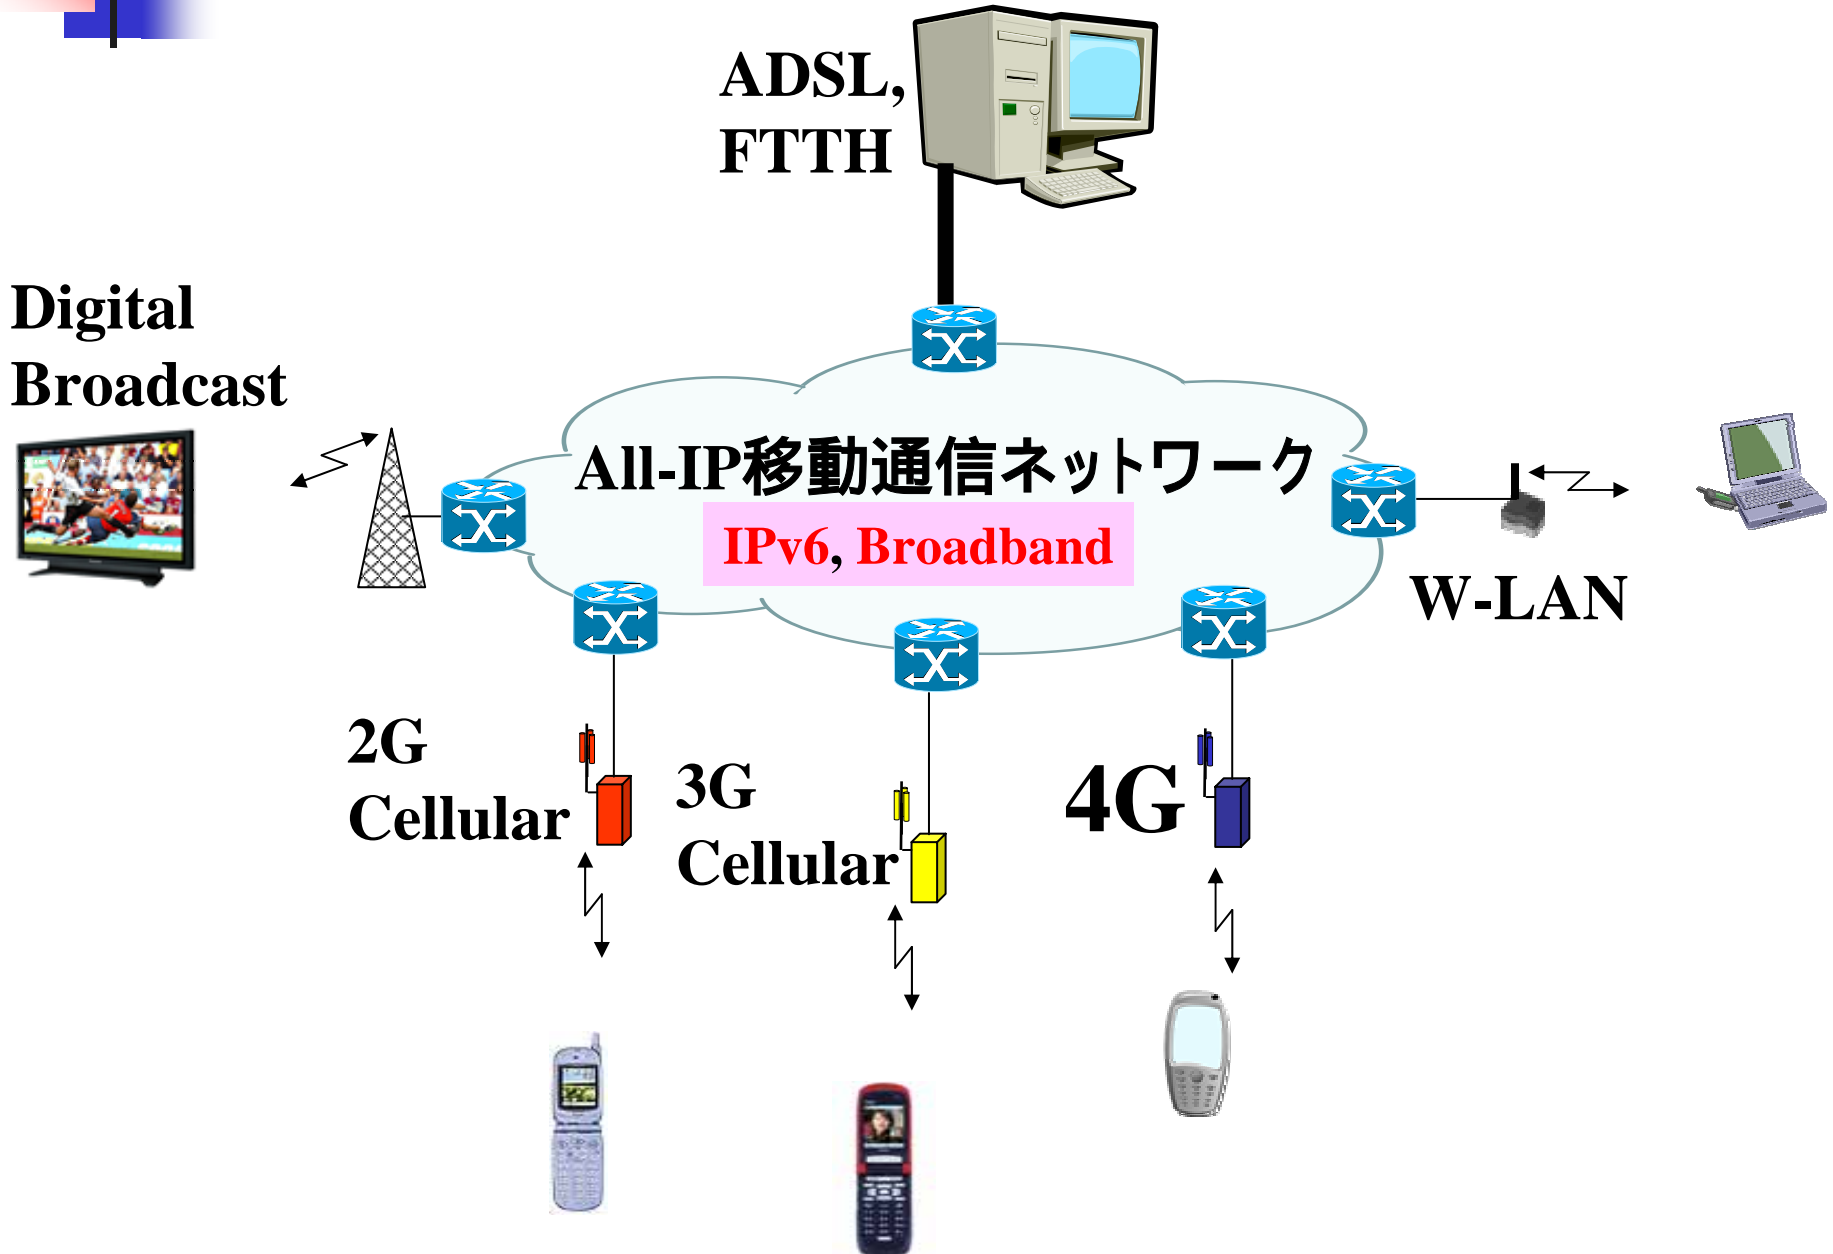 ADSL,
FTTH
Digital
Broadcast
All-IP移動通信ネットワーク
IPv6, Broadband
W-LAN
2G
Cellular
3G
Cellular
4G